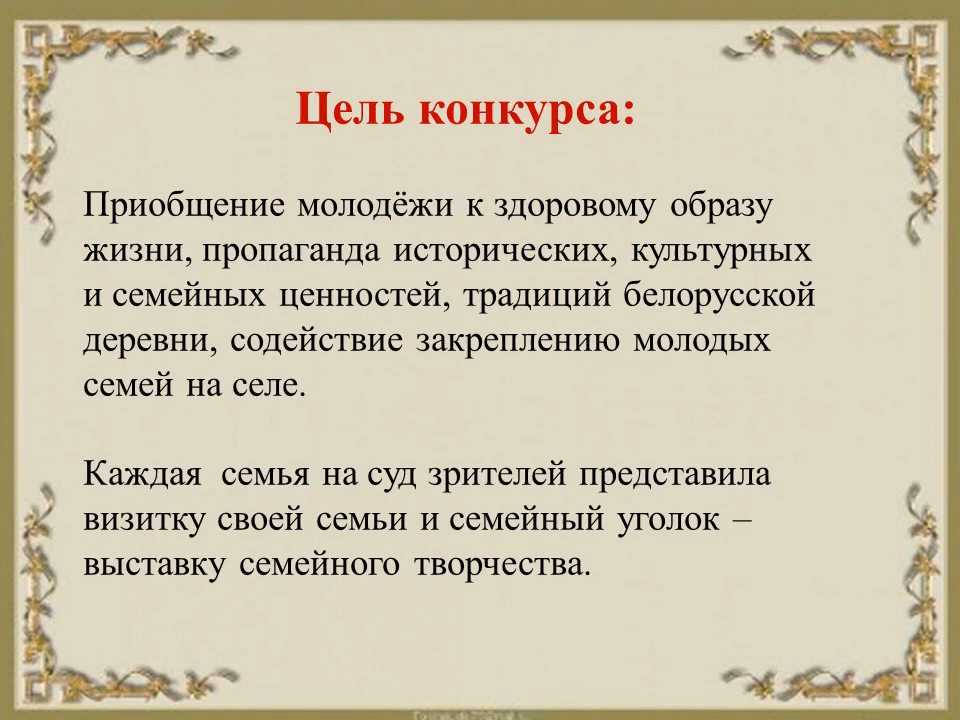 Цель конкурса:
Приобщение молодёжи к здоровому образу
жизни, пропаганда исторических, культурных
и семейных ценностей, традиций белорусской
деревни, содействие закреплению молодых
семей на селе.
Каждая семья на суд зрителей представила
визитку своей семьи и семейный уголок –
выставку семейного творчества.